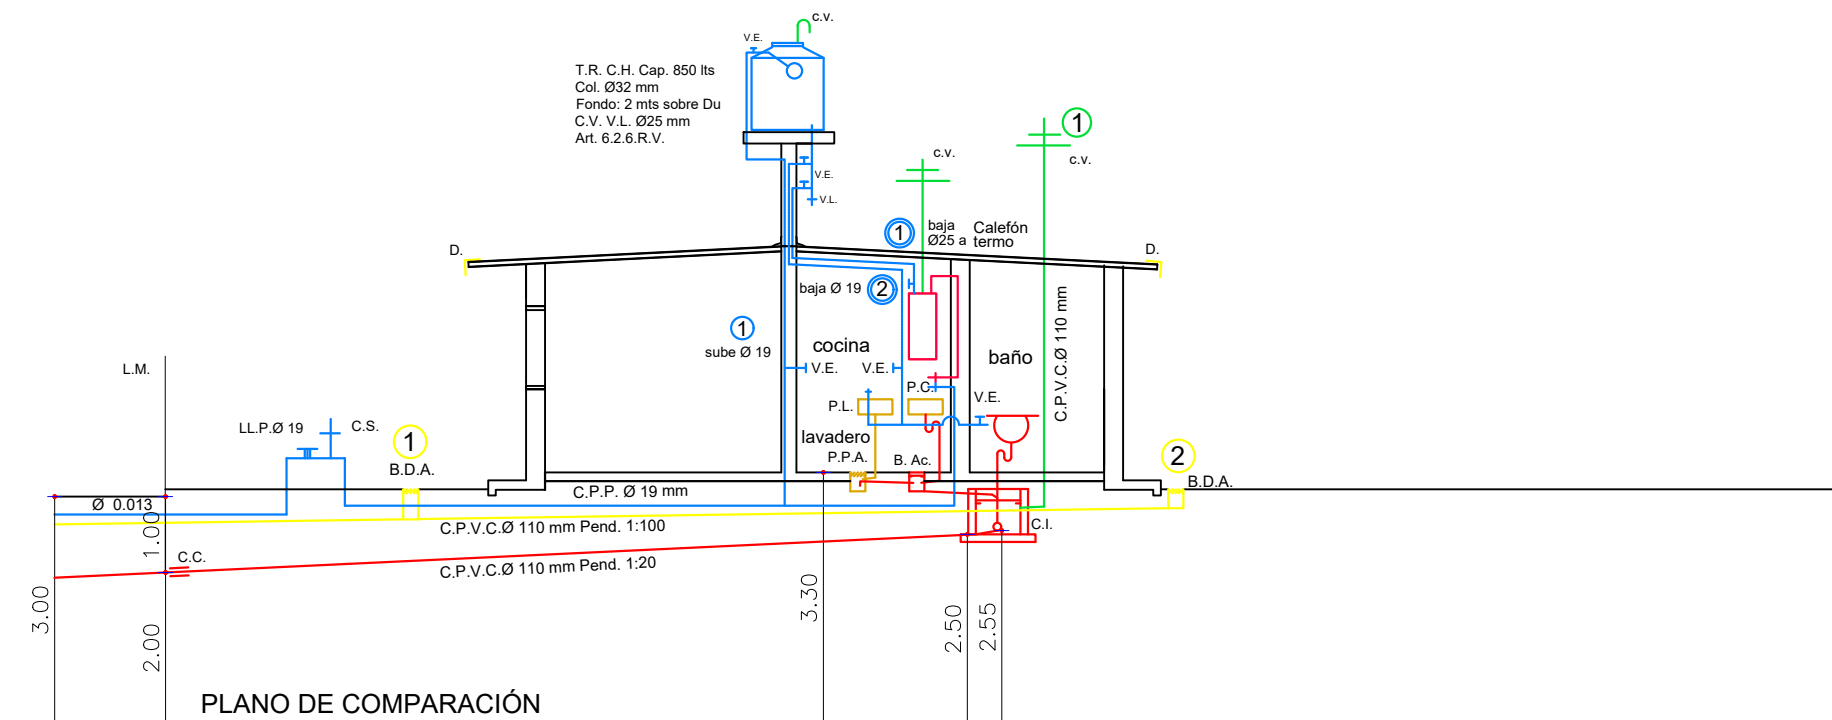 c.v.
V.E.
T.R. C.H. Cap. 850 lts
Col. Ø32 mm
Fondo: 2 mts sobre Du
C.V. V.L. Ø25 mm
Art. 6.2.6.R.V.
1
c.v.
c.v.
V.E.
V.L.
1
baja
Ø25 a
Calefón
termo
D.
D.
baja Ø 19
2
1
sube Ø 19
cocina
baño
C.P.V.C.Ø 110 mm
L.M.
V.E.
V.E.
P.C.
V.E.
P.L.
LL.P.Ø 19
C.S.
1
B.D.A.
lavadero
P.P.A.
B. Ac.
2
B.D.A.
C.P.P. Ø 19 mm
Ø 0.013
1.00
C.P.V.C.Ø 110 mm Pend. 1:100
C.I.
C.C.
C.P.V.C.Ø 110 mm Pend. 1:20
3.00
2.00
3.30
2.50
2.55
PLANO DE COMPARACIÓN